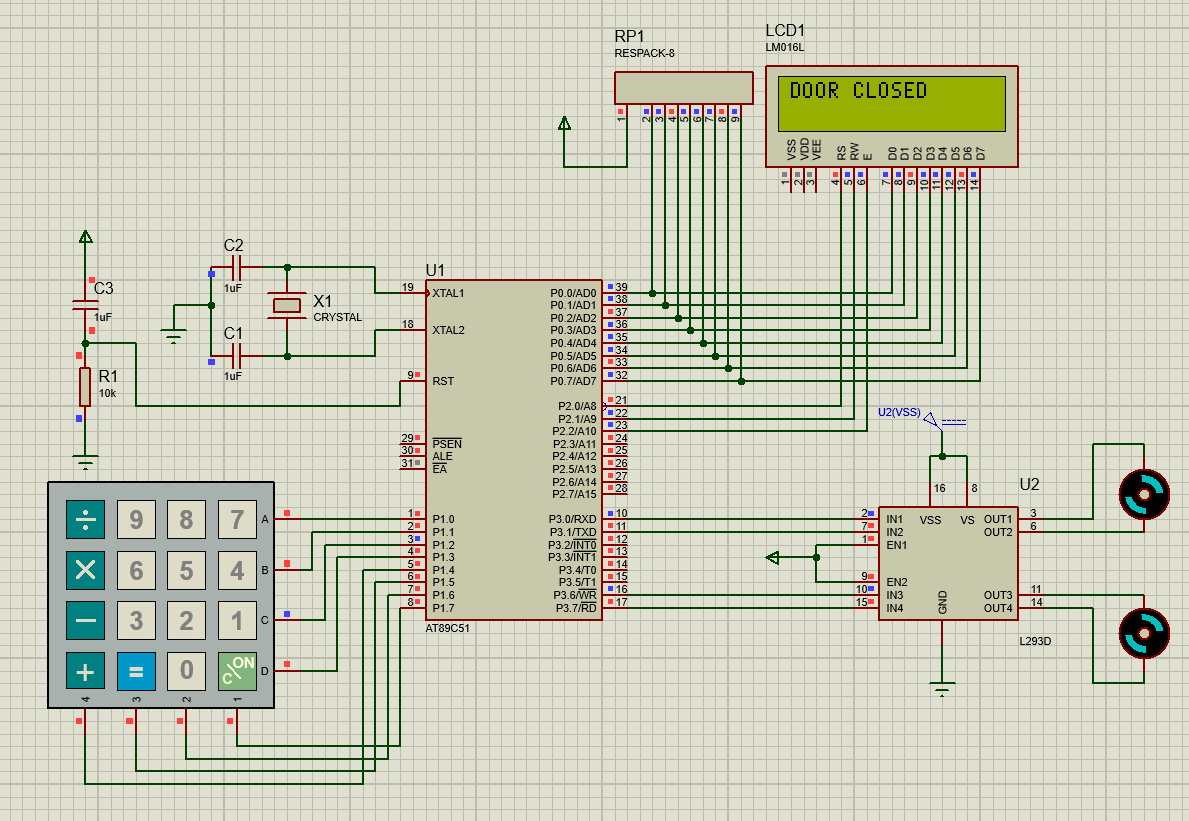 RP1
RESPACK-8
1 2 3 4 5 6 7 8 9
LCD1
LM016L
DOOR CLOSED
VSS VDD VEE RS RW E D0 D1 D2 D3 D4 D5 D6 D7
1 2 3 4 5 6 7 8 9 10 11 12 13 14
C3
1uF
R1
10k
C2
1uF
X1
CRYSTAL
C1
1uF
U1
19 XTAL1
18 XTAL2
9 RST
29 PSEN
30 ALE
31 EA
1 P1.0
2 P1.1
3 P1.2
4 P1.3
5 P1.4
6 P1.5
7 P1.6
8 P1.7
P0.0/AD0 39
P0.1/AD1 38
P0.2/AD2 37
P0.3/AD3 36
P0.4/AD4 35
P0.5/AD5 34
P0.6/AD6 33
P0.7/AD7 32
P2.0/A8 21
P2.1/A9 22
P2.2/A10 23
P2.3/A11 24
P2.4/A12 25
P2.5/A13 26
P2.6/A14 27
P2.7/A15 28
P3.0/RXD 10
P3.1/TXD 11
P3.2/INT0 12
P3.3/INT1 13
P3.4/T0 14
P3.5/T1 15
P3.6/WR 16
P3.7/RD 17
AT89C51
÷ 9 8 7 A
× 6 5 4 B
− 3 2 1 C
+ = 0 ON/C D
4 3 2 1
U2(VSS)
U2
16 8
VSS VS
2 IN1
7 IN2
1 EN1
9 EN2
10 IN3
15 IN4
GND
OUT1 3
OUT2 6
OUT3 11
OUT4 14
L293D